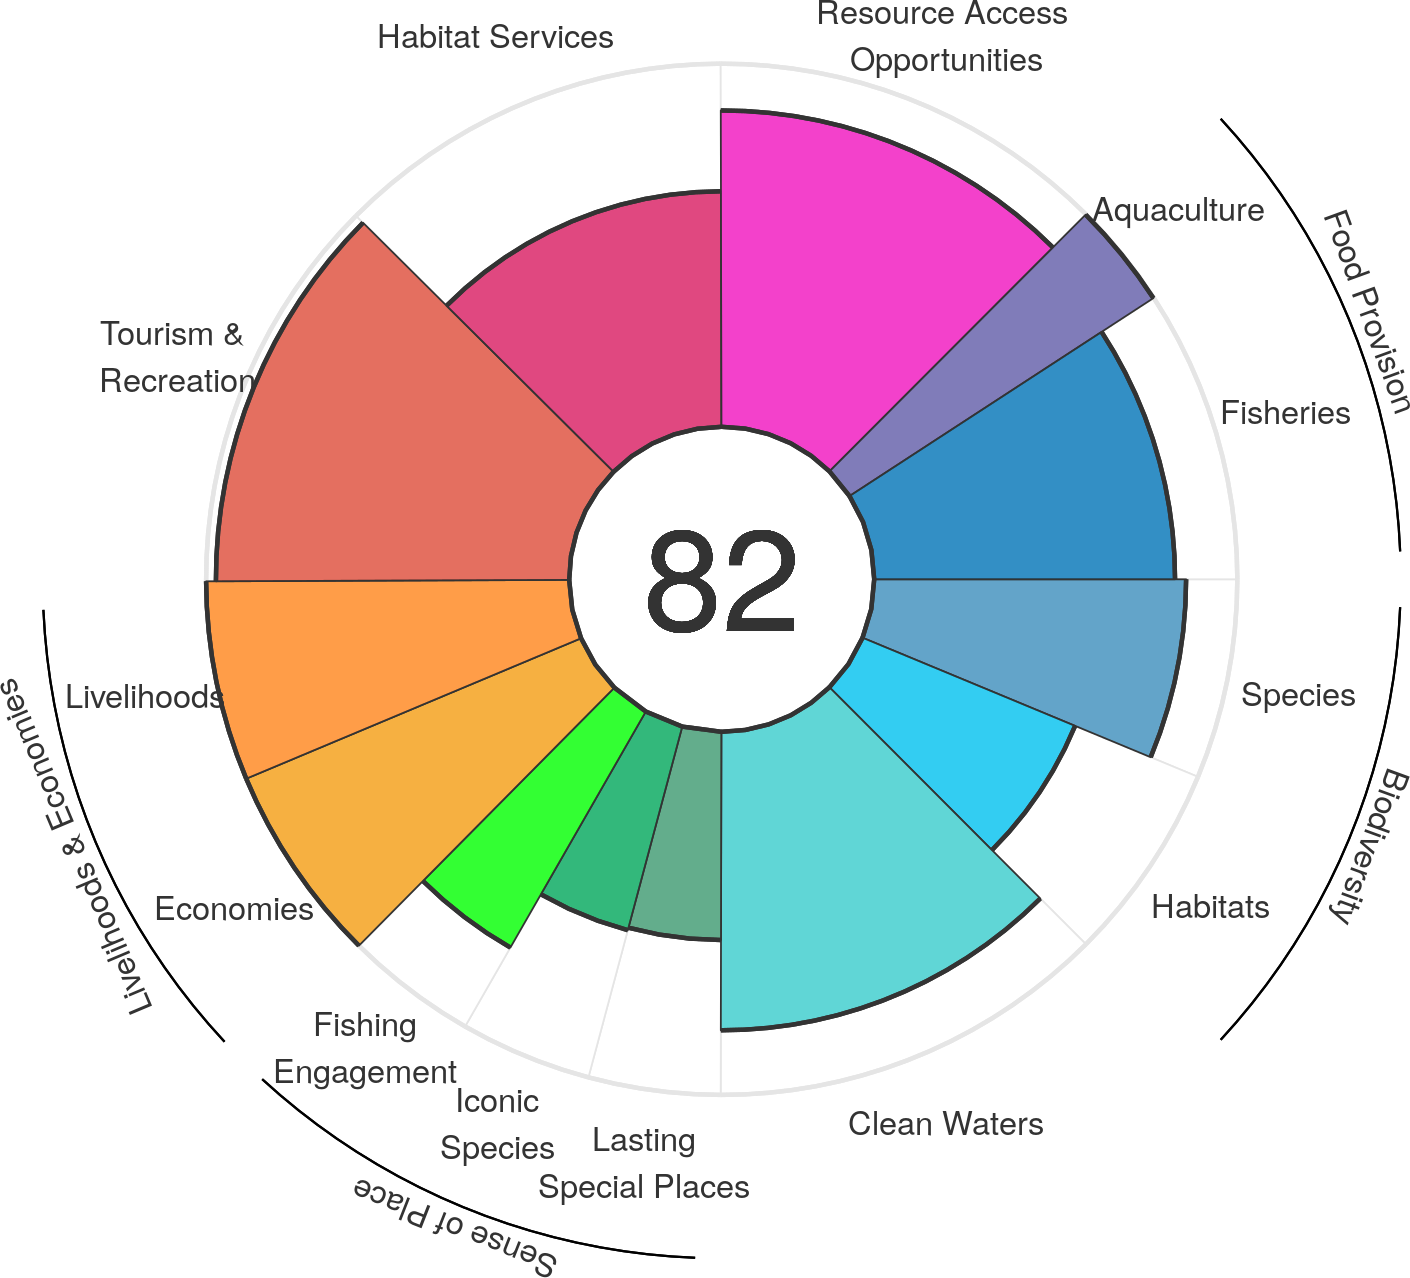 Resource Access
Opportunities
Habitat Services
Aquaculture
Food Provision
Tourism &
Recreation
Fisheries
82
Livelihoods
Species
Livelihoods & Economies
Biodiversity
Economies
Habitats
Fishing
Engagement
Iconic
Species
Lasting
Special Places
Clean Waters
Sense of Place